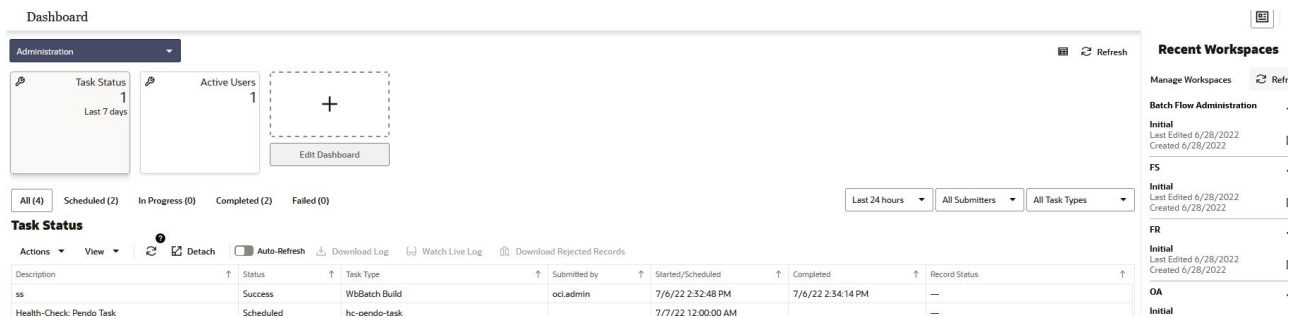 Dashboard
Administration
Refresh
Task Status
1
Last 7 days
Active Users
1
+
Edit Dashboard
All (4) Scheduled (2) In Progress (0) Completed (2) Failed (0)
Last 24 hours All Submitters All Task Types
Task Status
Actions View ? Detach Auto-Refresh Download Log Watch Live Log Download Rejected Records
Description Status Task Type Submitted by Started/Scheduled Completed Record Status
ss Success WbBatch Build oci.admin 7/6/22 2:32:48 PM 7/6/22 2:34:14 PM —
Health-Check: Pendo Task Scheduled hc-pendo-task 7/7/22 12:00:00 AM —
Recent Workspaces
Manage Workspaces Refr
Batch Flow Administration
Initial
Last Edited 6/28/2022
Created 6/28/2022
FS
Initial
Last Edited 6/28/2022
Created 6/28/2022
FR
Initial
Last Edited 6/28/2022
Created 6/28/2022
OA
Initial